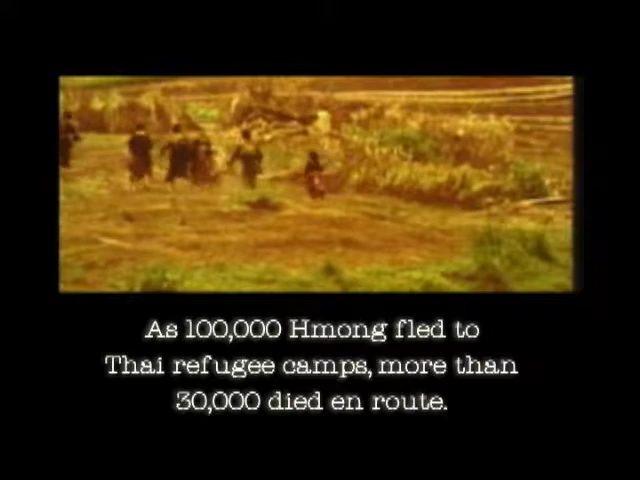 As 100,000 Hmong fled to
Thai refugee camps, more than
30,000 died en route.